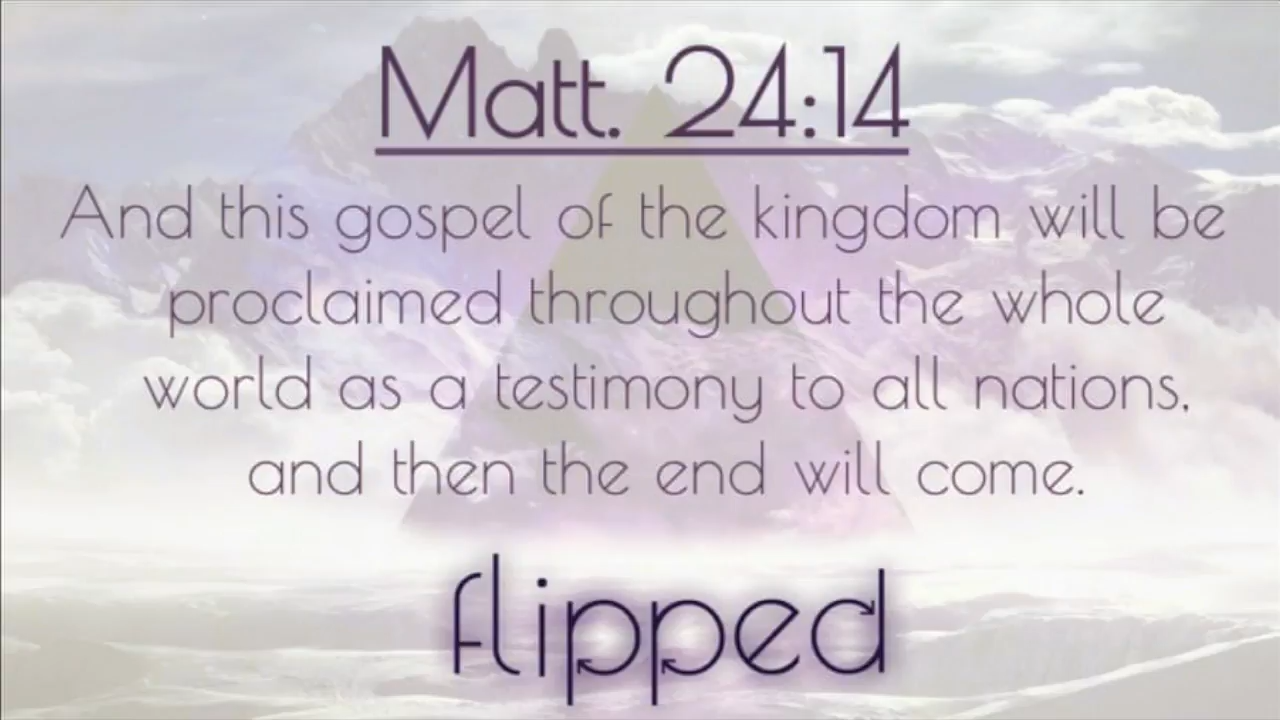 Matt. 24:14
And this gospel of the kingdom will be
proclaimed throughout the whole
world as a testimony to all nations,
and then the end will come.
flipped